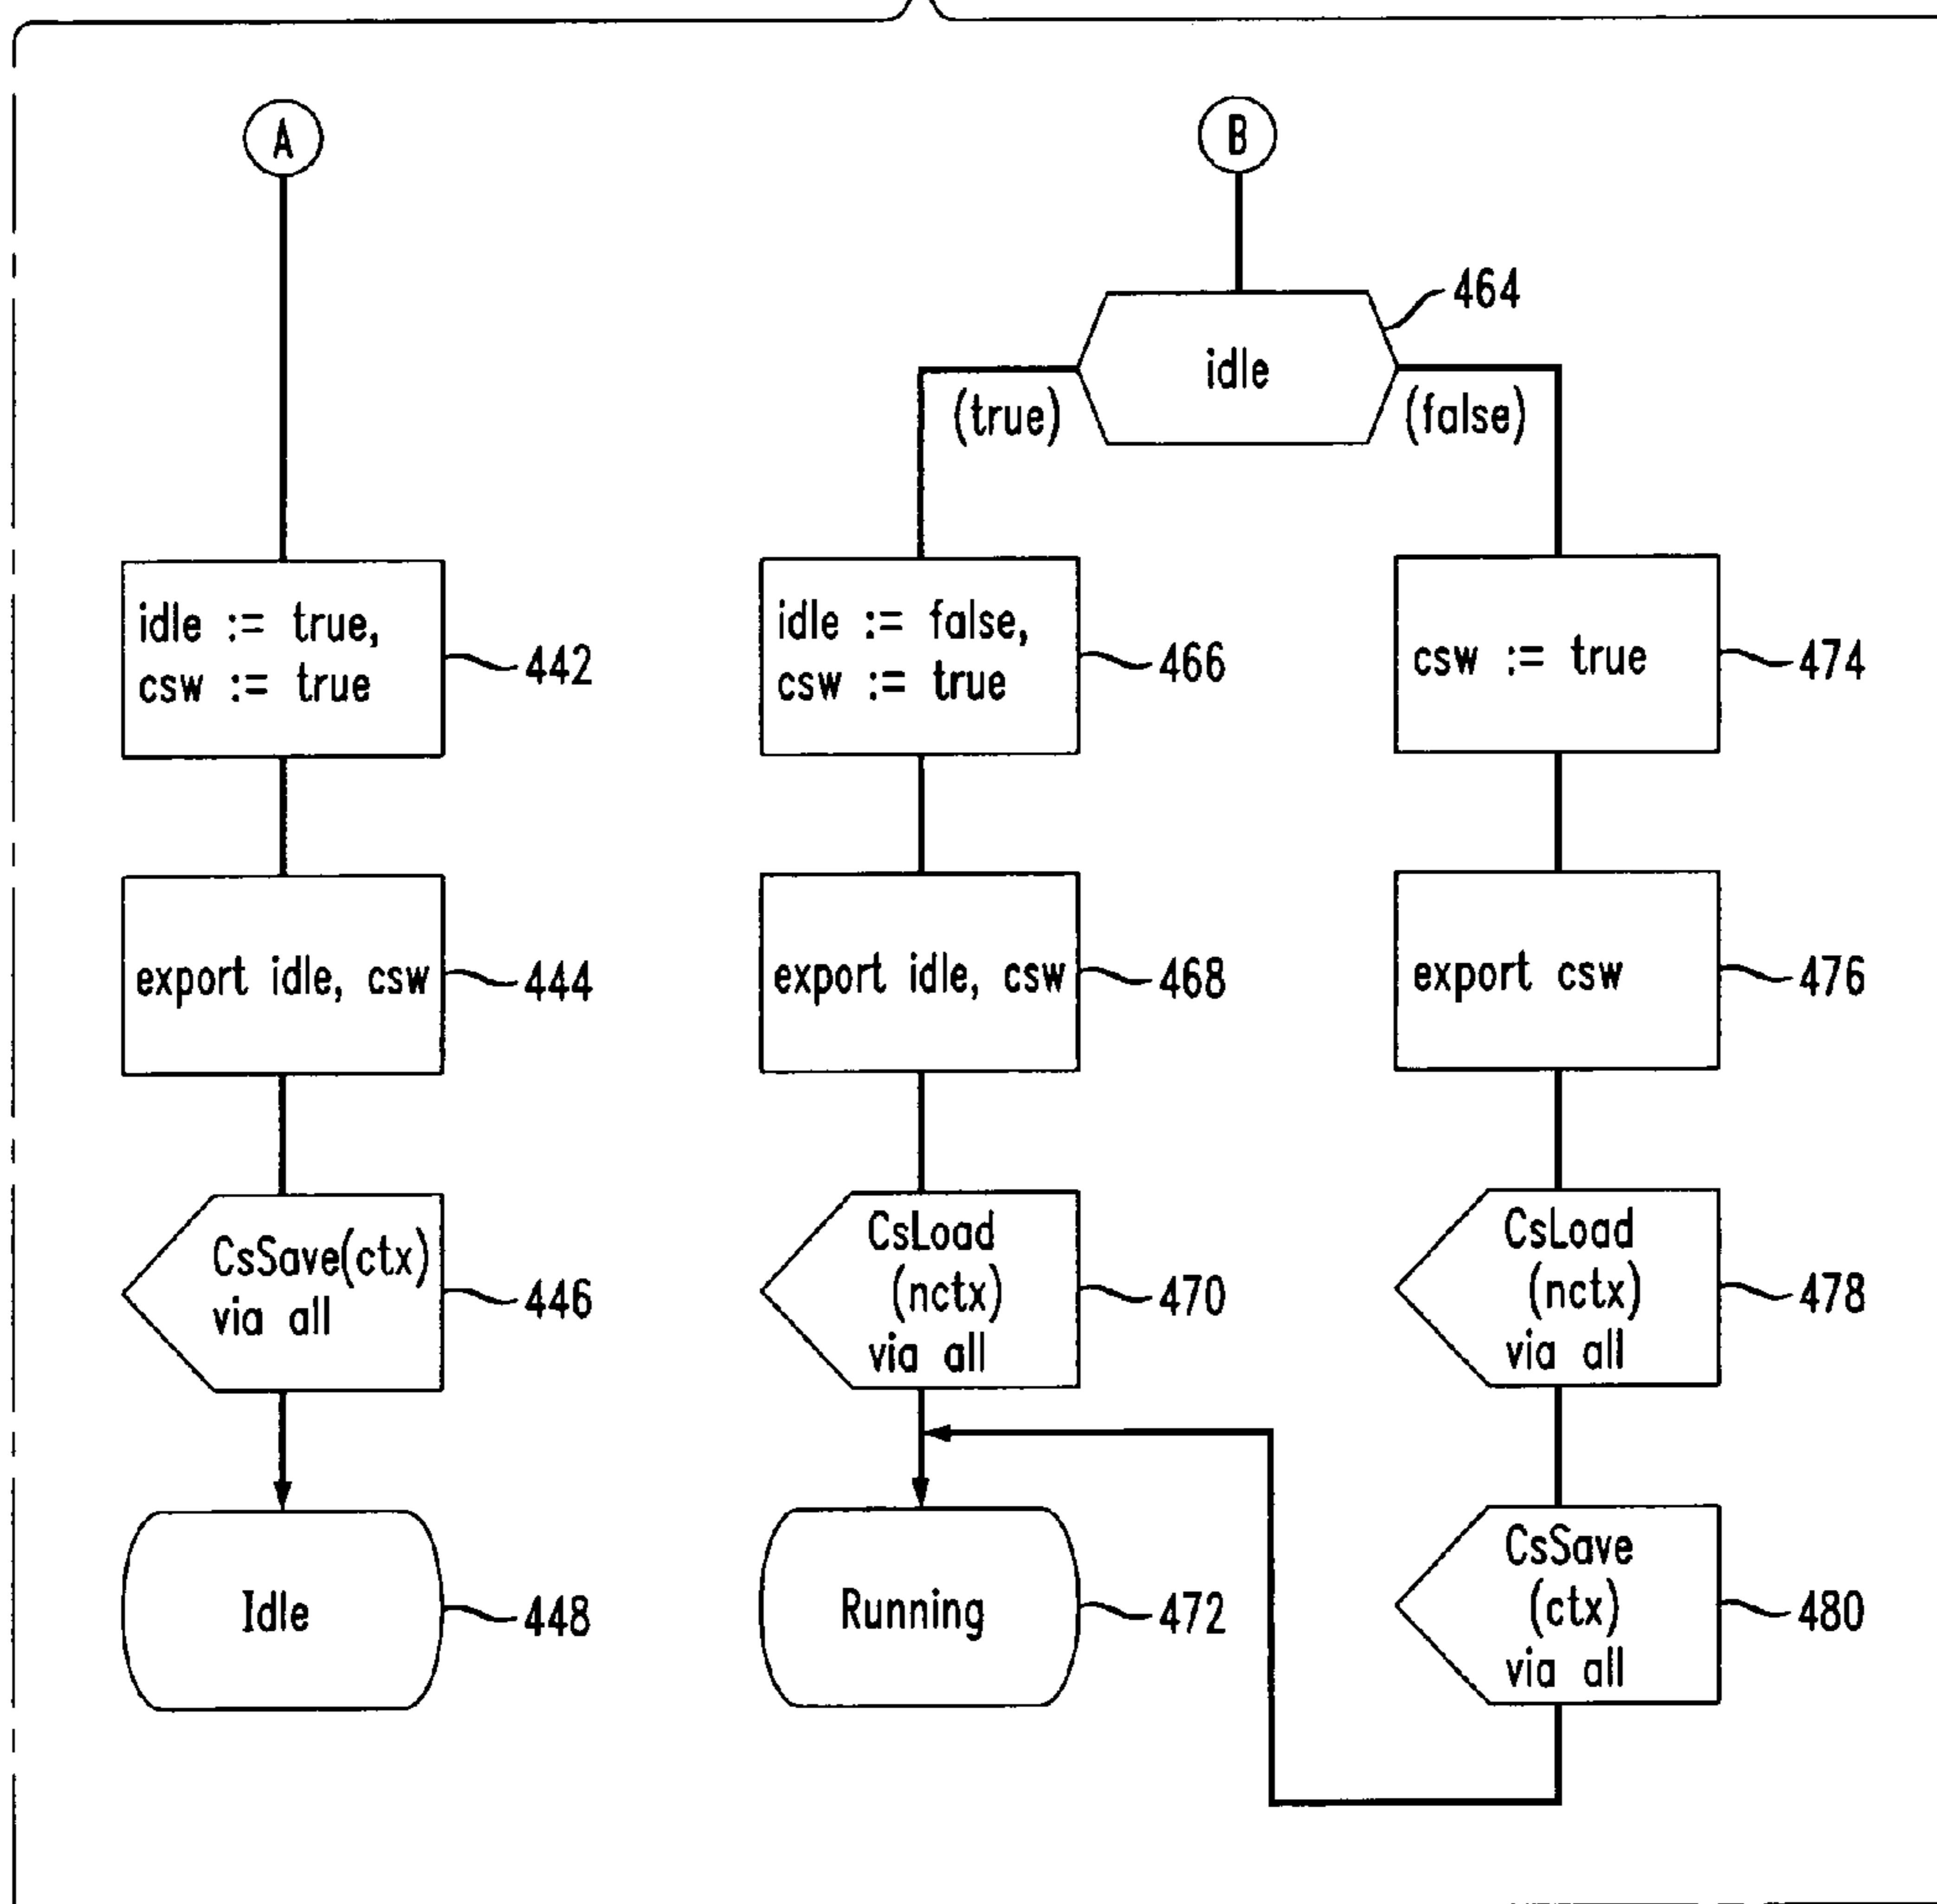 A
B
464
idle
(true)
(false)
idle := true,
csw := true
442
idle := false,
csw := true
466
csw := true
474
export idle, csw
444
export idle, csw
468
export csw
476
CsSave(ctx)
via all
446
CsLoad
(nctx)
via all
470
CsLoad
(nctx)
via all
478
Idle
448
Running
472
CsSave
(ctx)
via all
480